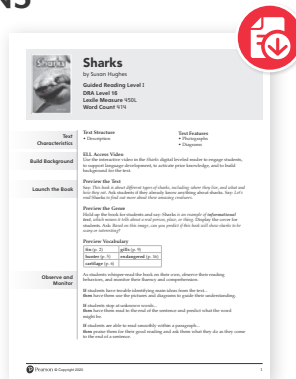 Sharks
Sharks
by Susan Hughes
Guided Reading Level I
DRA Level 16
Lexile Measure 450L
Word Count 414
Text
Characteristics
Text Structure
• Description
Text Features
• Photographs
• Diagrams
Build Background
ELL Access Video
Use the interactive video in the Sharks digital leveled reader to engage students,
to support language development, to activate prior knowledge, and to build
background for the text.
Launch the Book
Preview the Text
Say: This book is about different types of sharks, including where they live, and what and
how they eat. Ask students if they already know anything about sharks. Say: Let's
read Sharks to find out more about these amazing creatures.
Preview the Genre
Hold up the book for students and say: Sharks is an example of informational
text, which means it tells about a real person, place, or thing. Display the cover for
students. Ask: Based on this image, can you predict if this book will show sharks to be
scary or interesting?
Preview Vocabulary
fin (p. 2) gills (p. 9)
hunter (p. 3) endangered (p. 16)
cartilage (p. 6)
Observe and
Monitor
As students whisper-read the book on their own, observe their reading
behaviors, and monitor their fluency and comprehension.
If students have trouble identifying main ideas from the text...
then have them use the pictures and diagrams to guide their understanding.
If students stop at unknown words...
then have them read to the end of the sentence and predict what the word
might be.
If students are able to read smoothly within a paragraph...
then praise them for their good reading and ask them what they do as they come
to the end of a sentence.
Pearson © Copyright 2020
1